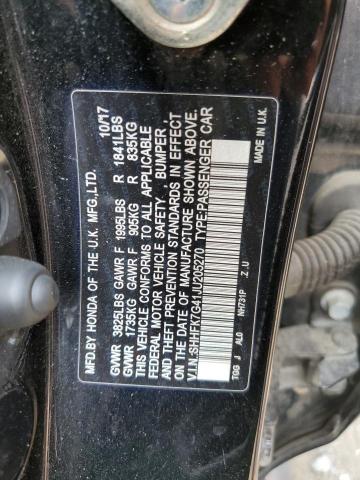 MFD.BY HONDA OF THE U.K. MFG.,LTD. 10/17
GVWR 3825LBS GAWR F 1995LBS R 1841LBS
GVWR 1735KG GAWR F 905KG R 835KG
THIS VEHICLE CONFORMS TO ALL APPLICABLE
FEDERAL MOTOR VEHICLE SAFETY, BUMPER,
AND THEFT PREVENTION STANDARDS IN EFFECT
ON THE DATE OF MANUFACTURE SHOWN ABOVE.
V.I.N.:SHHFK7G41JU205270 TYPE:PASSENGER CAR
MADE IN U.K.
TGG J ALG NH731P Z U